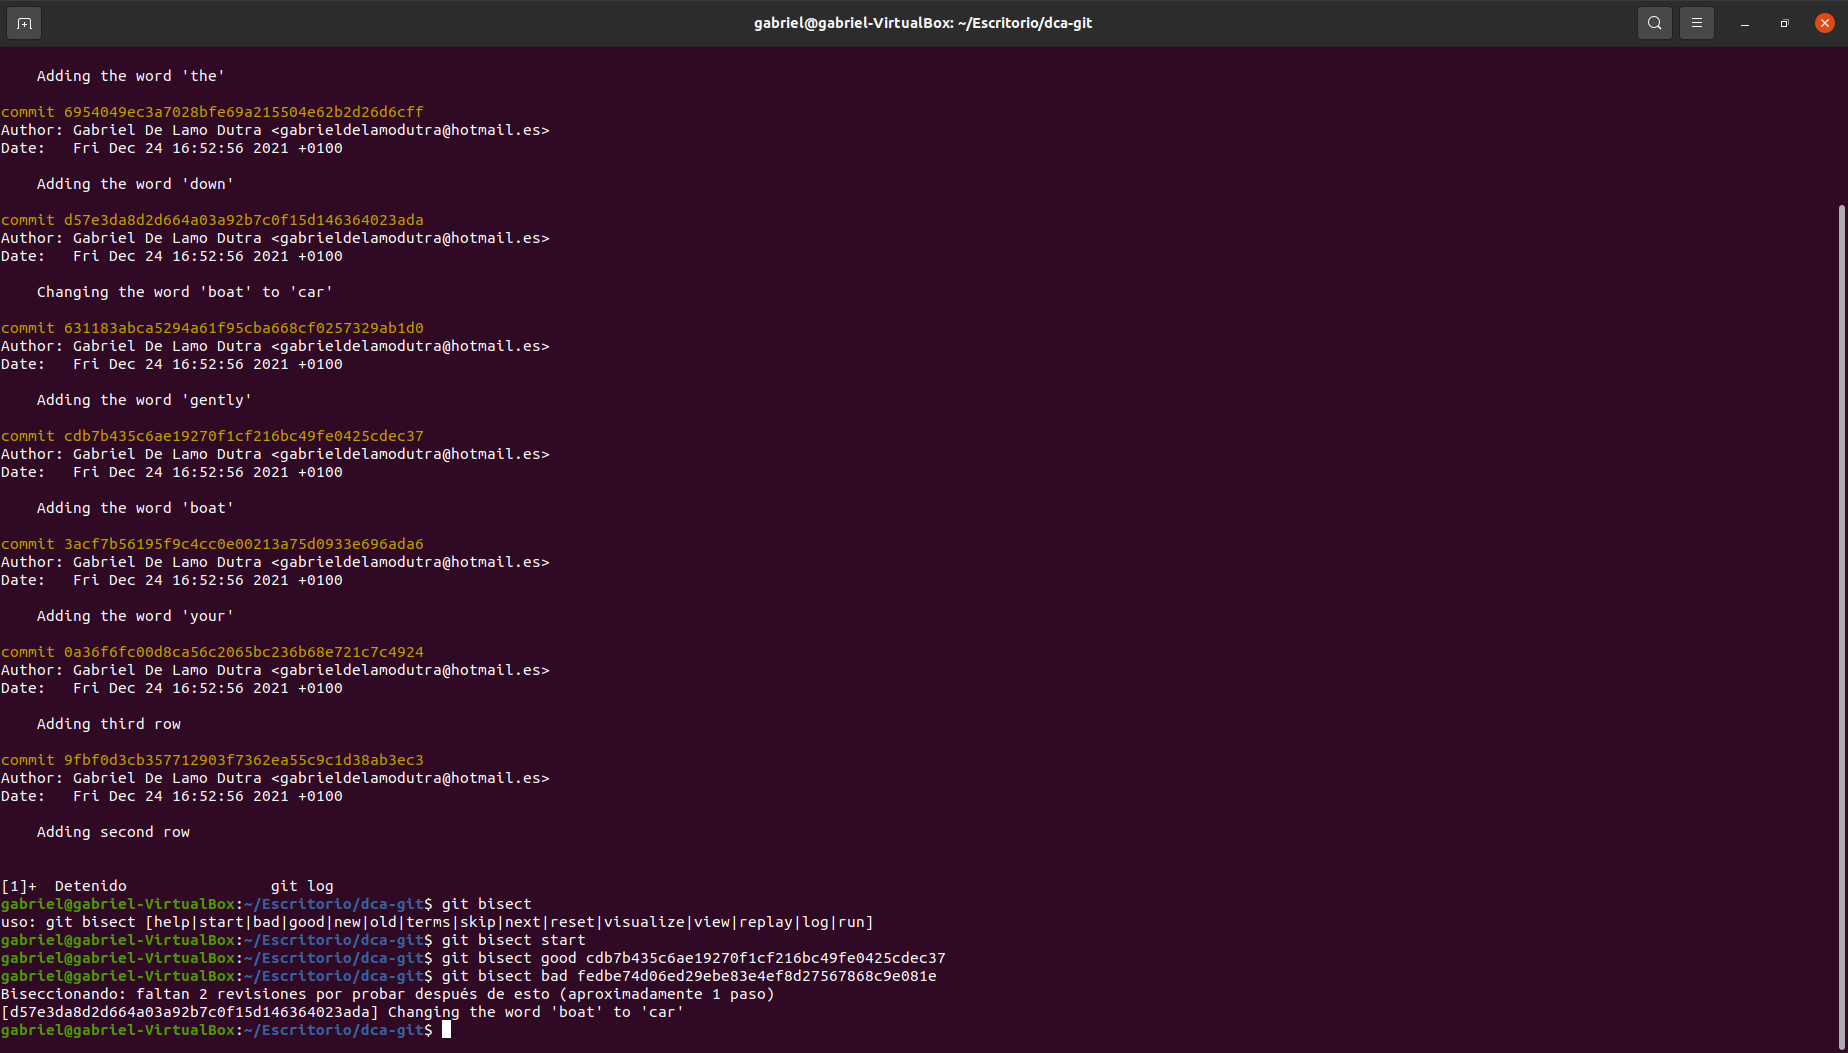 gabriel@gabriel-VirtualBox: ~/Escritorio/dca-git
Adding the word 'the'
commit 6954049ec3a7028bfe69a215504e62b2d26d6cff
Author: Gabriel De Lamo Dutra <gabrieldelamodutra@hotmail.es>
Date:   Fri Dec 24 16:52:56 2021 +0100
Adding the word 'down'
commit d57e3da8d2d664a03a92b7c0f15d146364023ada
Author: Gabriel De Lamo Dutra <gabrieldelamodutra@hotmail.es>
Date:   Fri Dec 24 16:52:56 2021 +0100
Changing the word 'boat' to 'car'
commit 631183abca5294a61f95cba668cf0257329ab1d0
Author: Gabriel De Lamo Dutra <gabrieldelamodutra@hotmail.es>
Date:   Fri Dec 24 16:52:56 2021 +0100
Adding the word 'gently'
commit cdb7b435c6ae19270f1cf216bc49fe0425cdec37
Author: Gabriel De Lamo Dutra <gabrieldelamodutra@hotmail.es>
Date:   Fri Dec 24 16:52:56 2021 +0100
Adding the word 'boat'
commit 3acf7b56195f9c4cc0e00213a75d0933e696ada6
Author: Gabriel De Lamo Dutra <gabrieldelamodutra@hotmail.es>
Date:   Fri Dec 24 16:52:56 2021 +0100
Adding the word 'your'
commit 0a36f6fc00d8ca56c2065bc236b68e721c7c4924
Author: Gabriel De Lamo Dutra <gabrieldelamodutra@hotmail.es>
Date:   Fri Dec 24 16:52:56 2021 +0100
Adding third row
commit 9fbf0d3cb357712903f7362ea55c9c1d38ab3ec3
Author: Gabriel De Lamo Dutra <gabrieldelamodutra@hotmail.es>
Date:   Fri Dec 24 16:52:56 2021 +0100
Adding second row
[1]+  Detenido                git log
gabriel@gabriel-VirtualBox:~/Escritorio/dca-git$ git bisect
uso: git bisect [help|start|bad|good|new|old|terms|skip|next|reset|visualize|view|replay|log|run]
gabriel@gabriel-VirtualBox:~/Escritorio/dca-git$ git bisect start
gabriel@gabriel-VirtualBox:~/Escritorio/dca-git$ git bisect good cdb7b435c6ae19270f1cf216bc49fe0425cdec37
gabriel@gabriel-VirtualBox:~/Escritorio/dca-git$ git bisect bad fedbe74d06ed29ebe83e4ef8d27567868c9e081e
Biseccionando: faltan 2 revisiones por probar después de esto (aproximadamente 1 paso)
[d57e3da8d2d664a03a92b7c0f15d146364023ada] Changing the word 'boat' to 'car'
gabriel@gabriel-VirtualBox:~/Escritorio/dca-git$